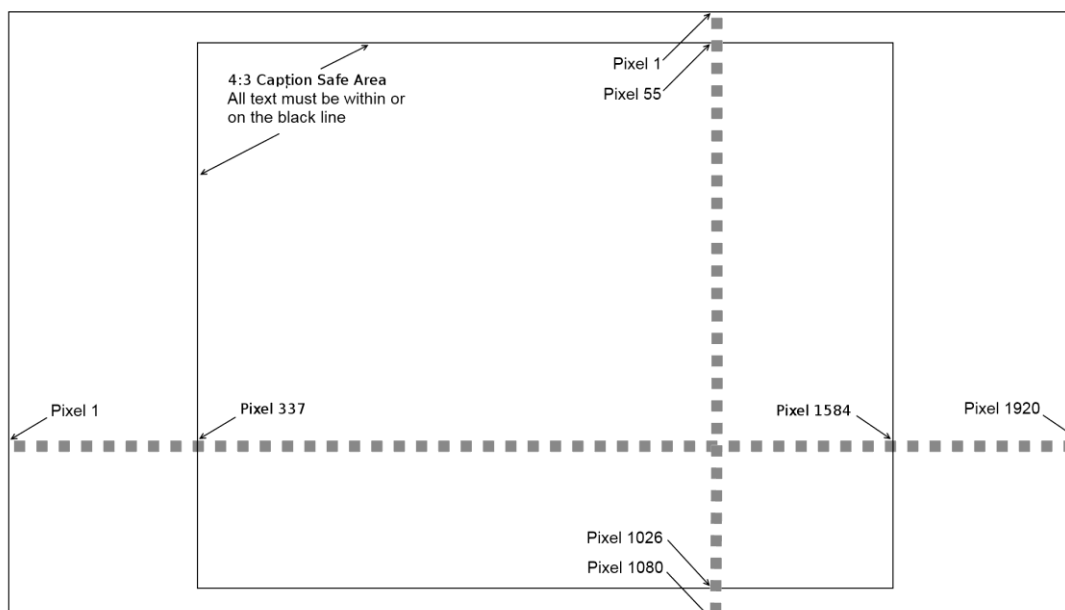 Pixel 1
4:3 Caption Safe Area
Pixel 55
All text must be within or
on the black line
Pixel 1
Pixel 337
Pixel 1584
Pixel 1920
Pixel 1026
Pixel 1080